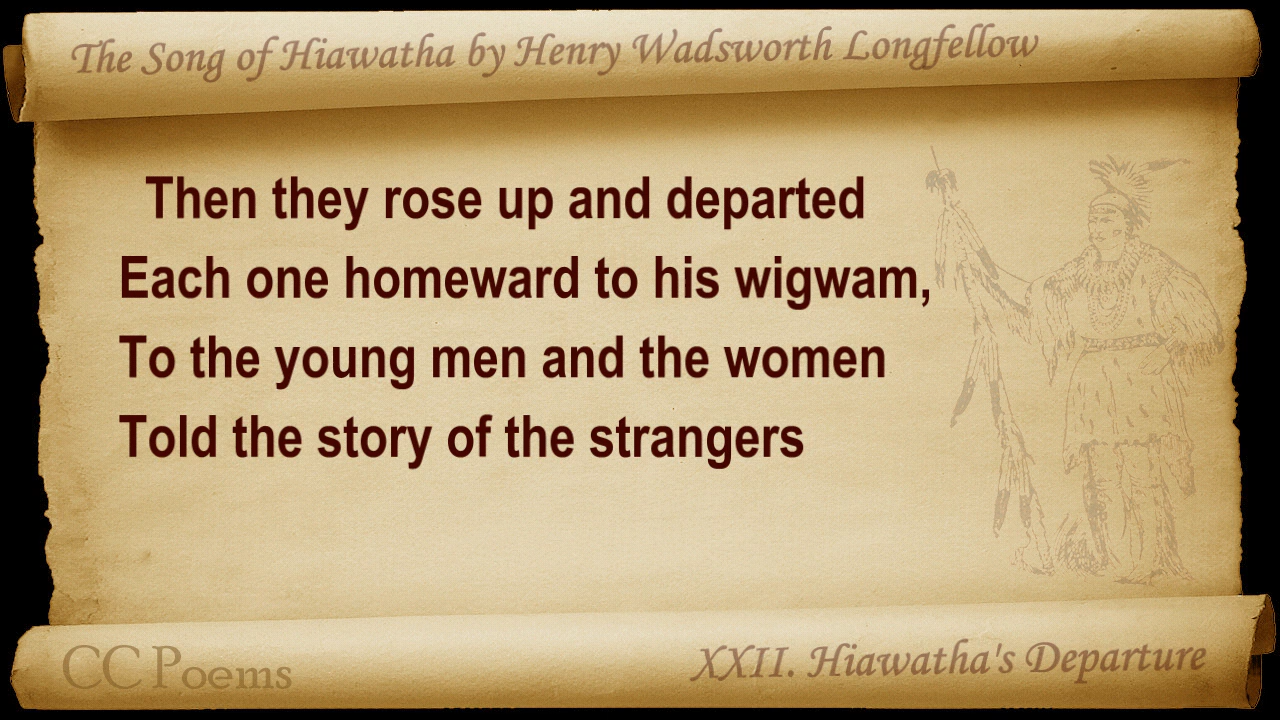 The Song of Hiawatha by Henry Wadsworth Longfellow
Then they rose up and departed
Each one homeward to his wigwam,
To the young men and the women
Told the story of the strangers
CC Poems
XXII. Hiawatha's Departure